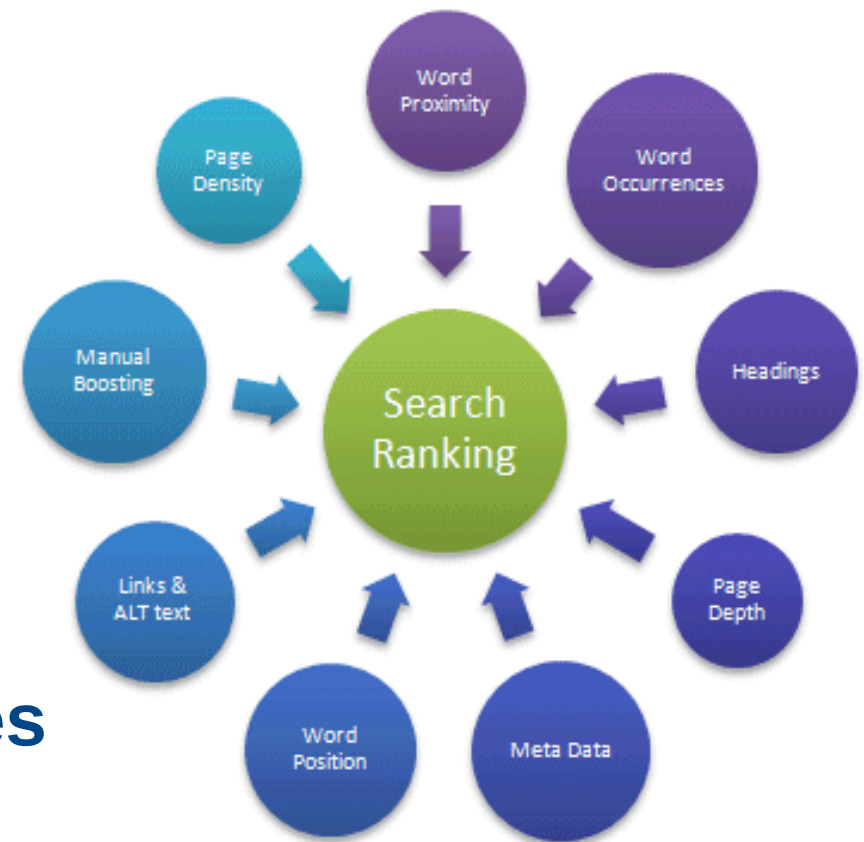 Word
Proximity
Word
Occurrences
Page
Density
Headings
Manual
Boosting
Search
Ranking
Page
Depth
Links &
ALT text
Word
Position
Meta Data
es